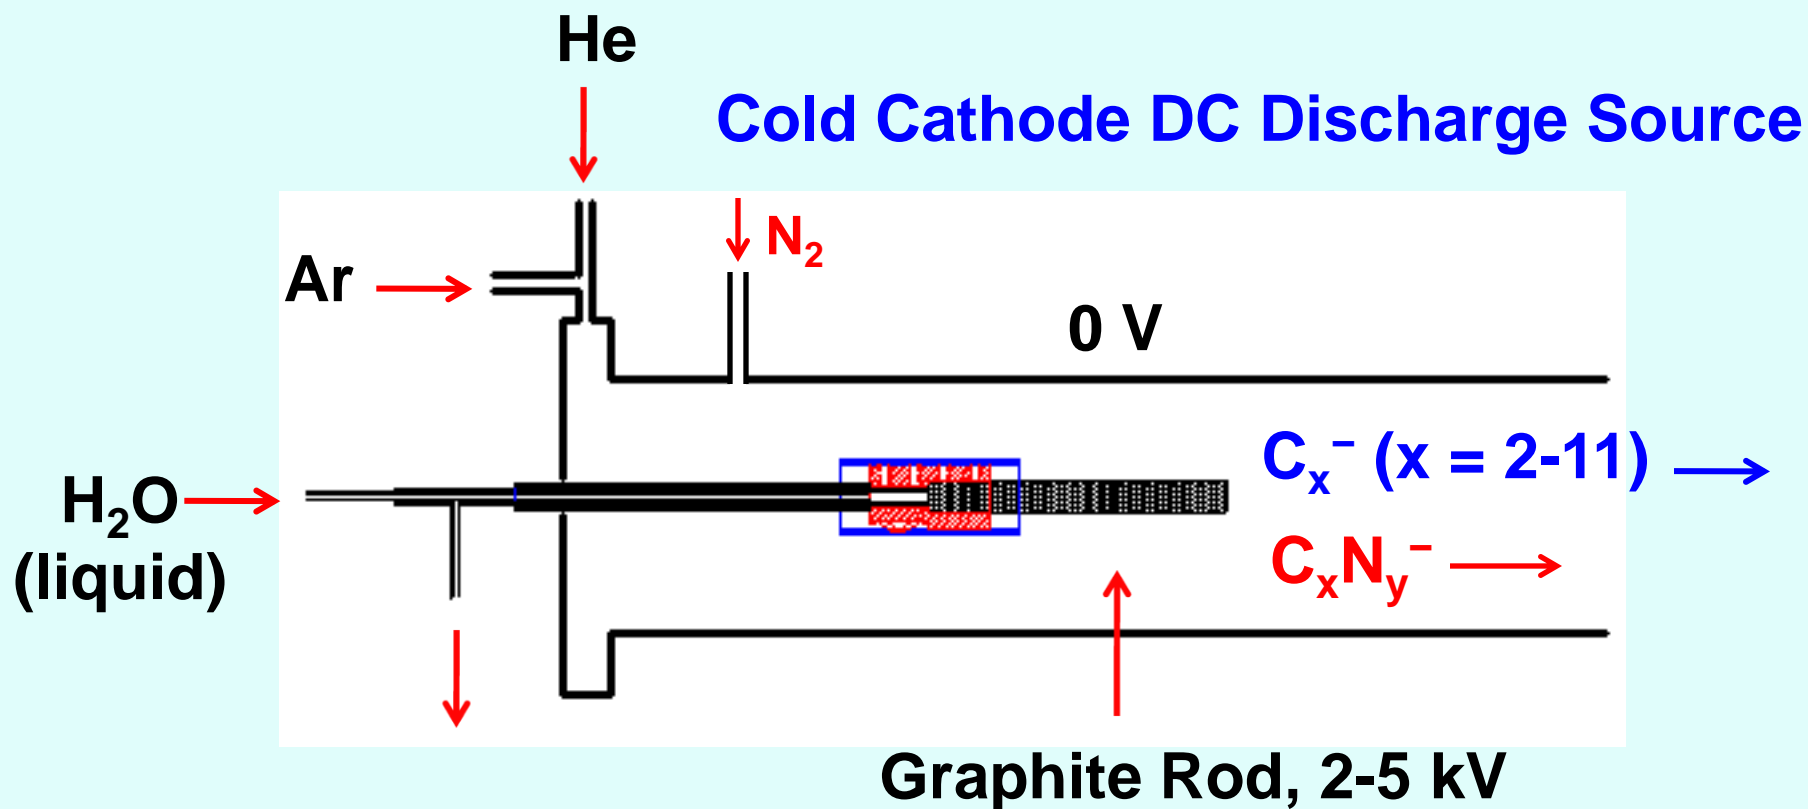 He
Cold Cathode DC Discharge Source
N₂
Ar
0 V
Cₓ⁻ (x = 2-11)
H₂O
(liquid)
CₓNᵧ⁻
Graphite Rod, 2-5 kV